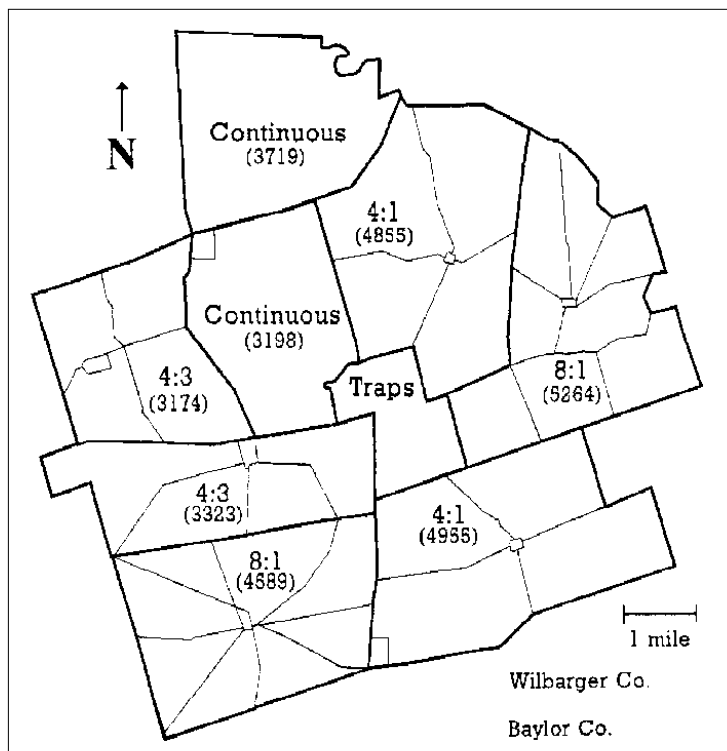 N
Continuous
(3719)
4:1
(4855)
Continuous
(3198)
4:3
(3174)
Traps
8:1
(5264)
4:3
(3323)
4:1
(4955)
8:1
(4589)
1 mile
Wilbarger Co.
Baylor Co.